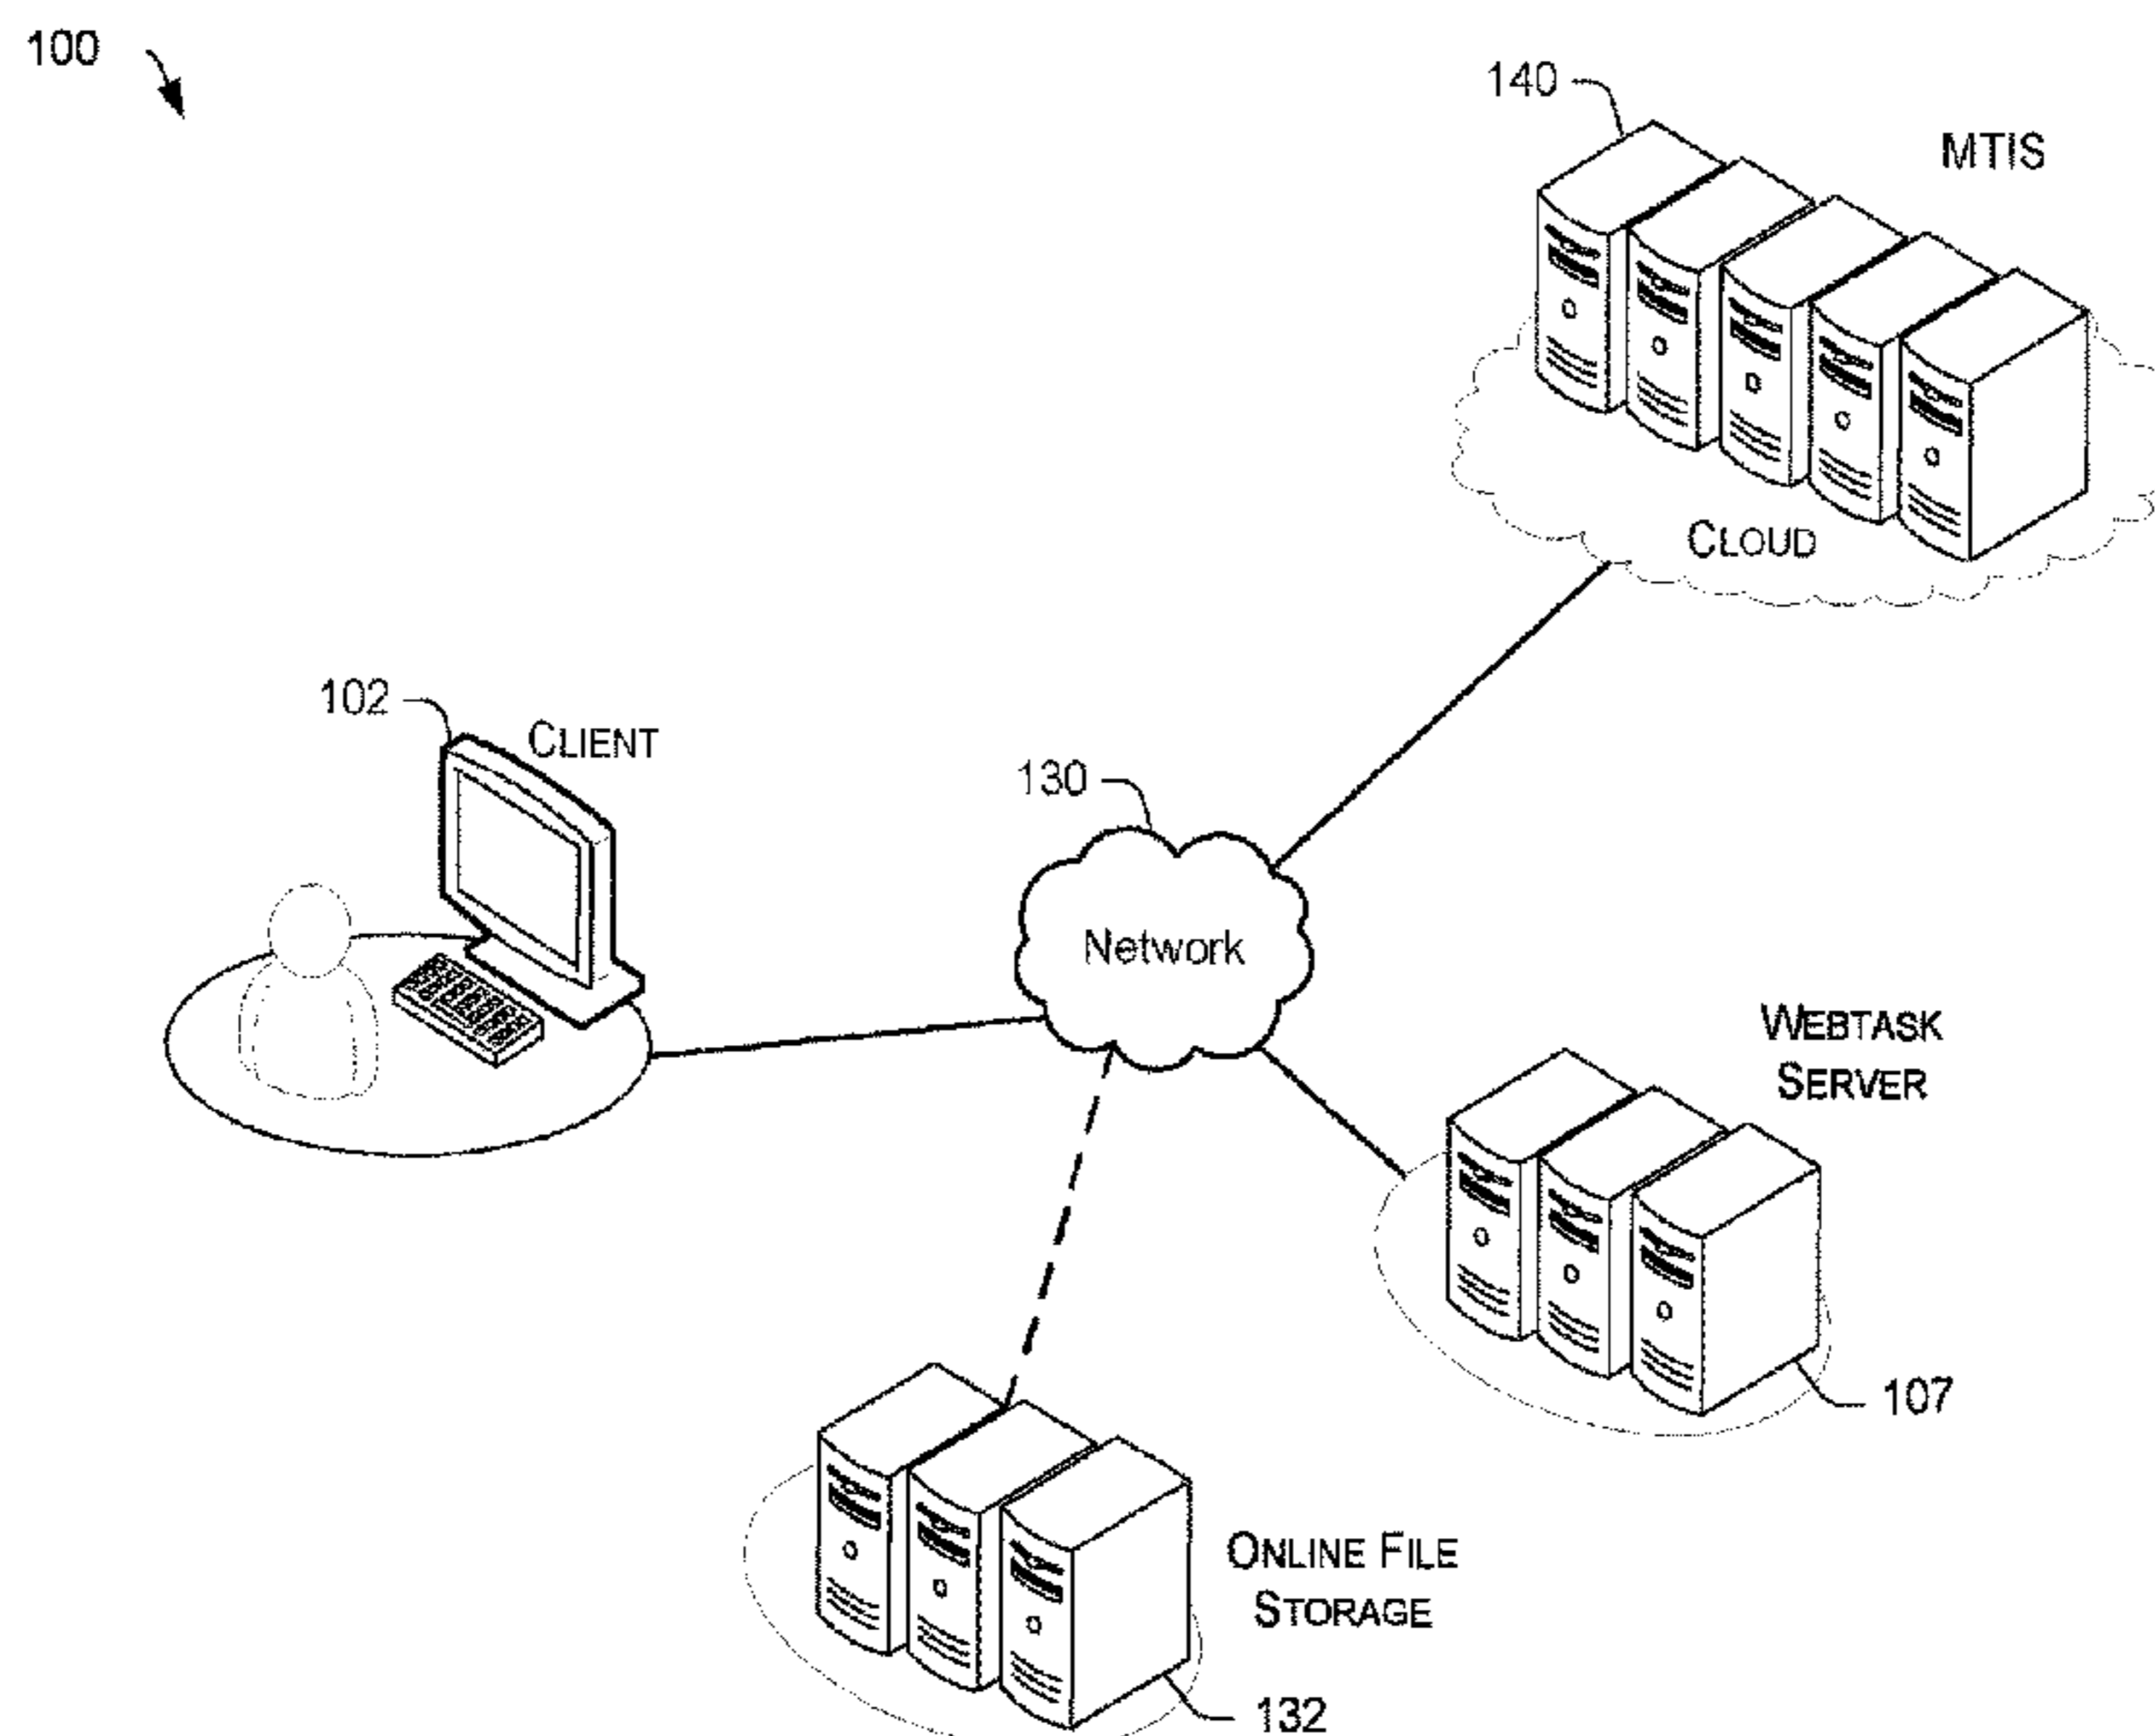 100
140
MTIS
CLOUD
102
CLIENT
130
Network
WEBTASK
SERVER
107
ONLINE FILE
STORAGE
132